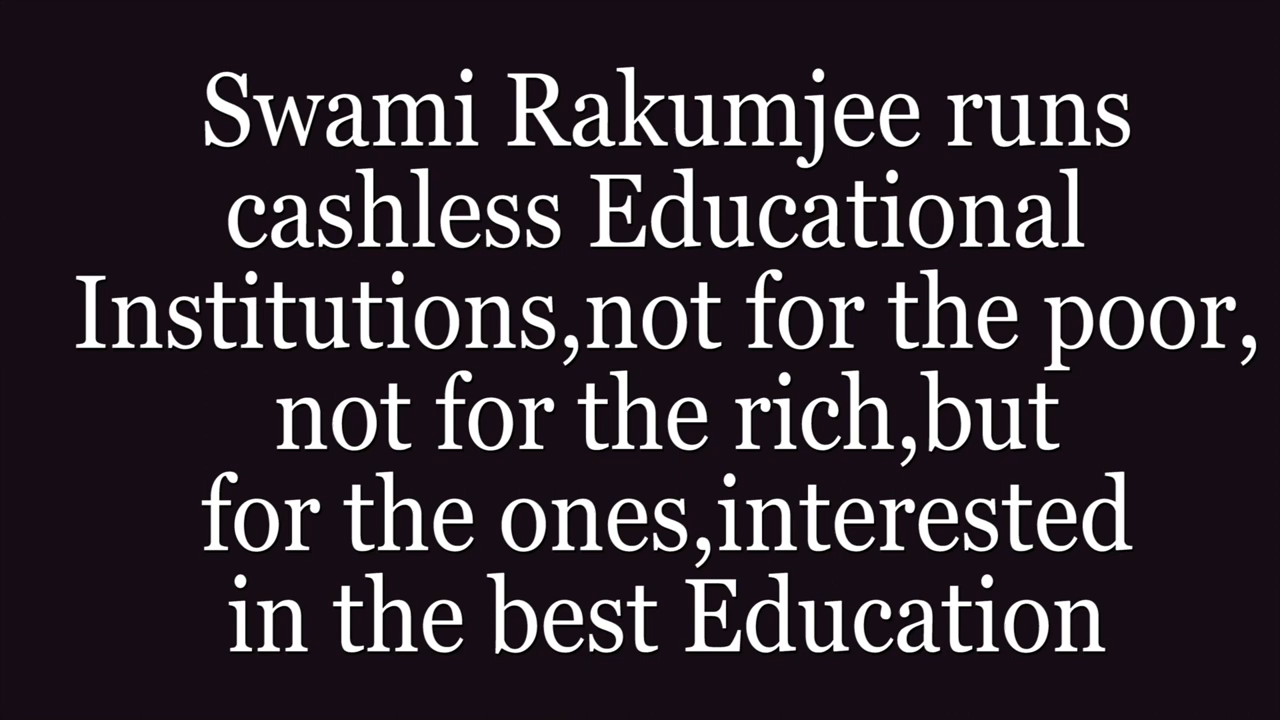 Swami Rakumjee runs
cashless Educational
Institutions,not for the poor,
not for the rich,but
for the ones,interested
in the best Education